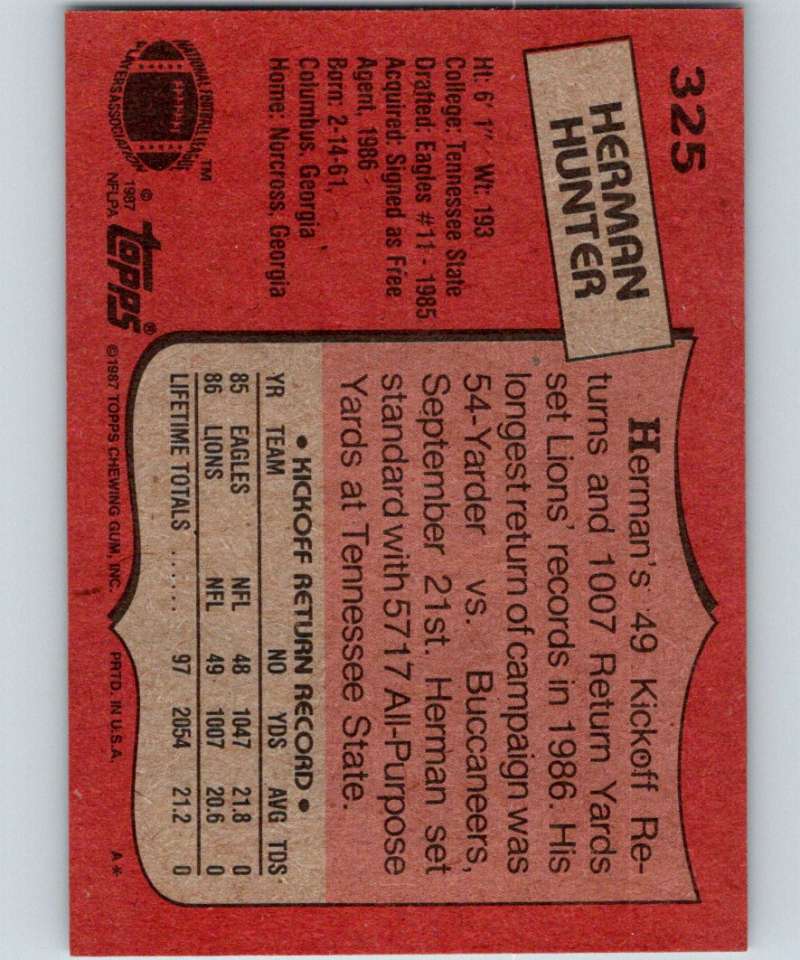 325
HERMAN
HUNTER
Ht: 6' 1" Wt: 193
College: Tennessee State
Drafted: Eagles #11 - 1985
Acquired: Signed as Free
Agent, 1986
Born: 2-14-61,
Columbus, Georgia
Home: Norcross, Georgia
NATIONAL FOOTBALL LEAGUE
PLAYERS ASSOCIATION
™
© 1987
NFLPA
topps®
Herman's 49 Kickoff Re-
turns and 1007 Return Yards
set Lions' records in 1986. His
longest return of campaign was
54-Yarder vs. Buccaneers,
September 21st. Herman set
standard with 5717 All-Purpose
Yards at Tennessee State.
• KICKOFF RETURN RECORD •
YR TEAM NO YDS AVG TDS
85 EAGLES NFL 48 1047 21.8 0
86 LIONS NFL 49 1007 20.6 0
LIFETIME TOTALS ...... 97 2054 21.2 0
©1987 TOPPS CHEWING GUM, INC. PRTD. IN U.S.A. A*